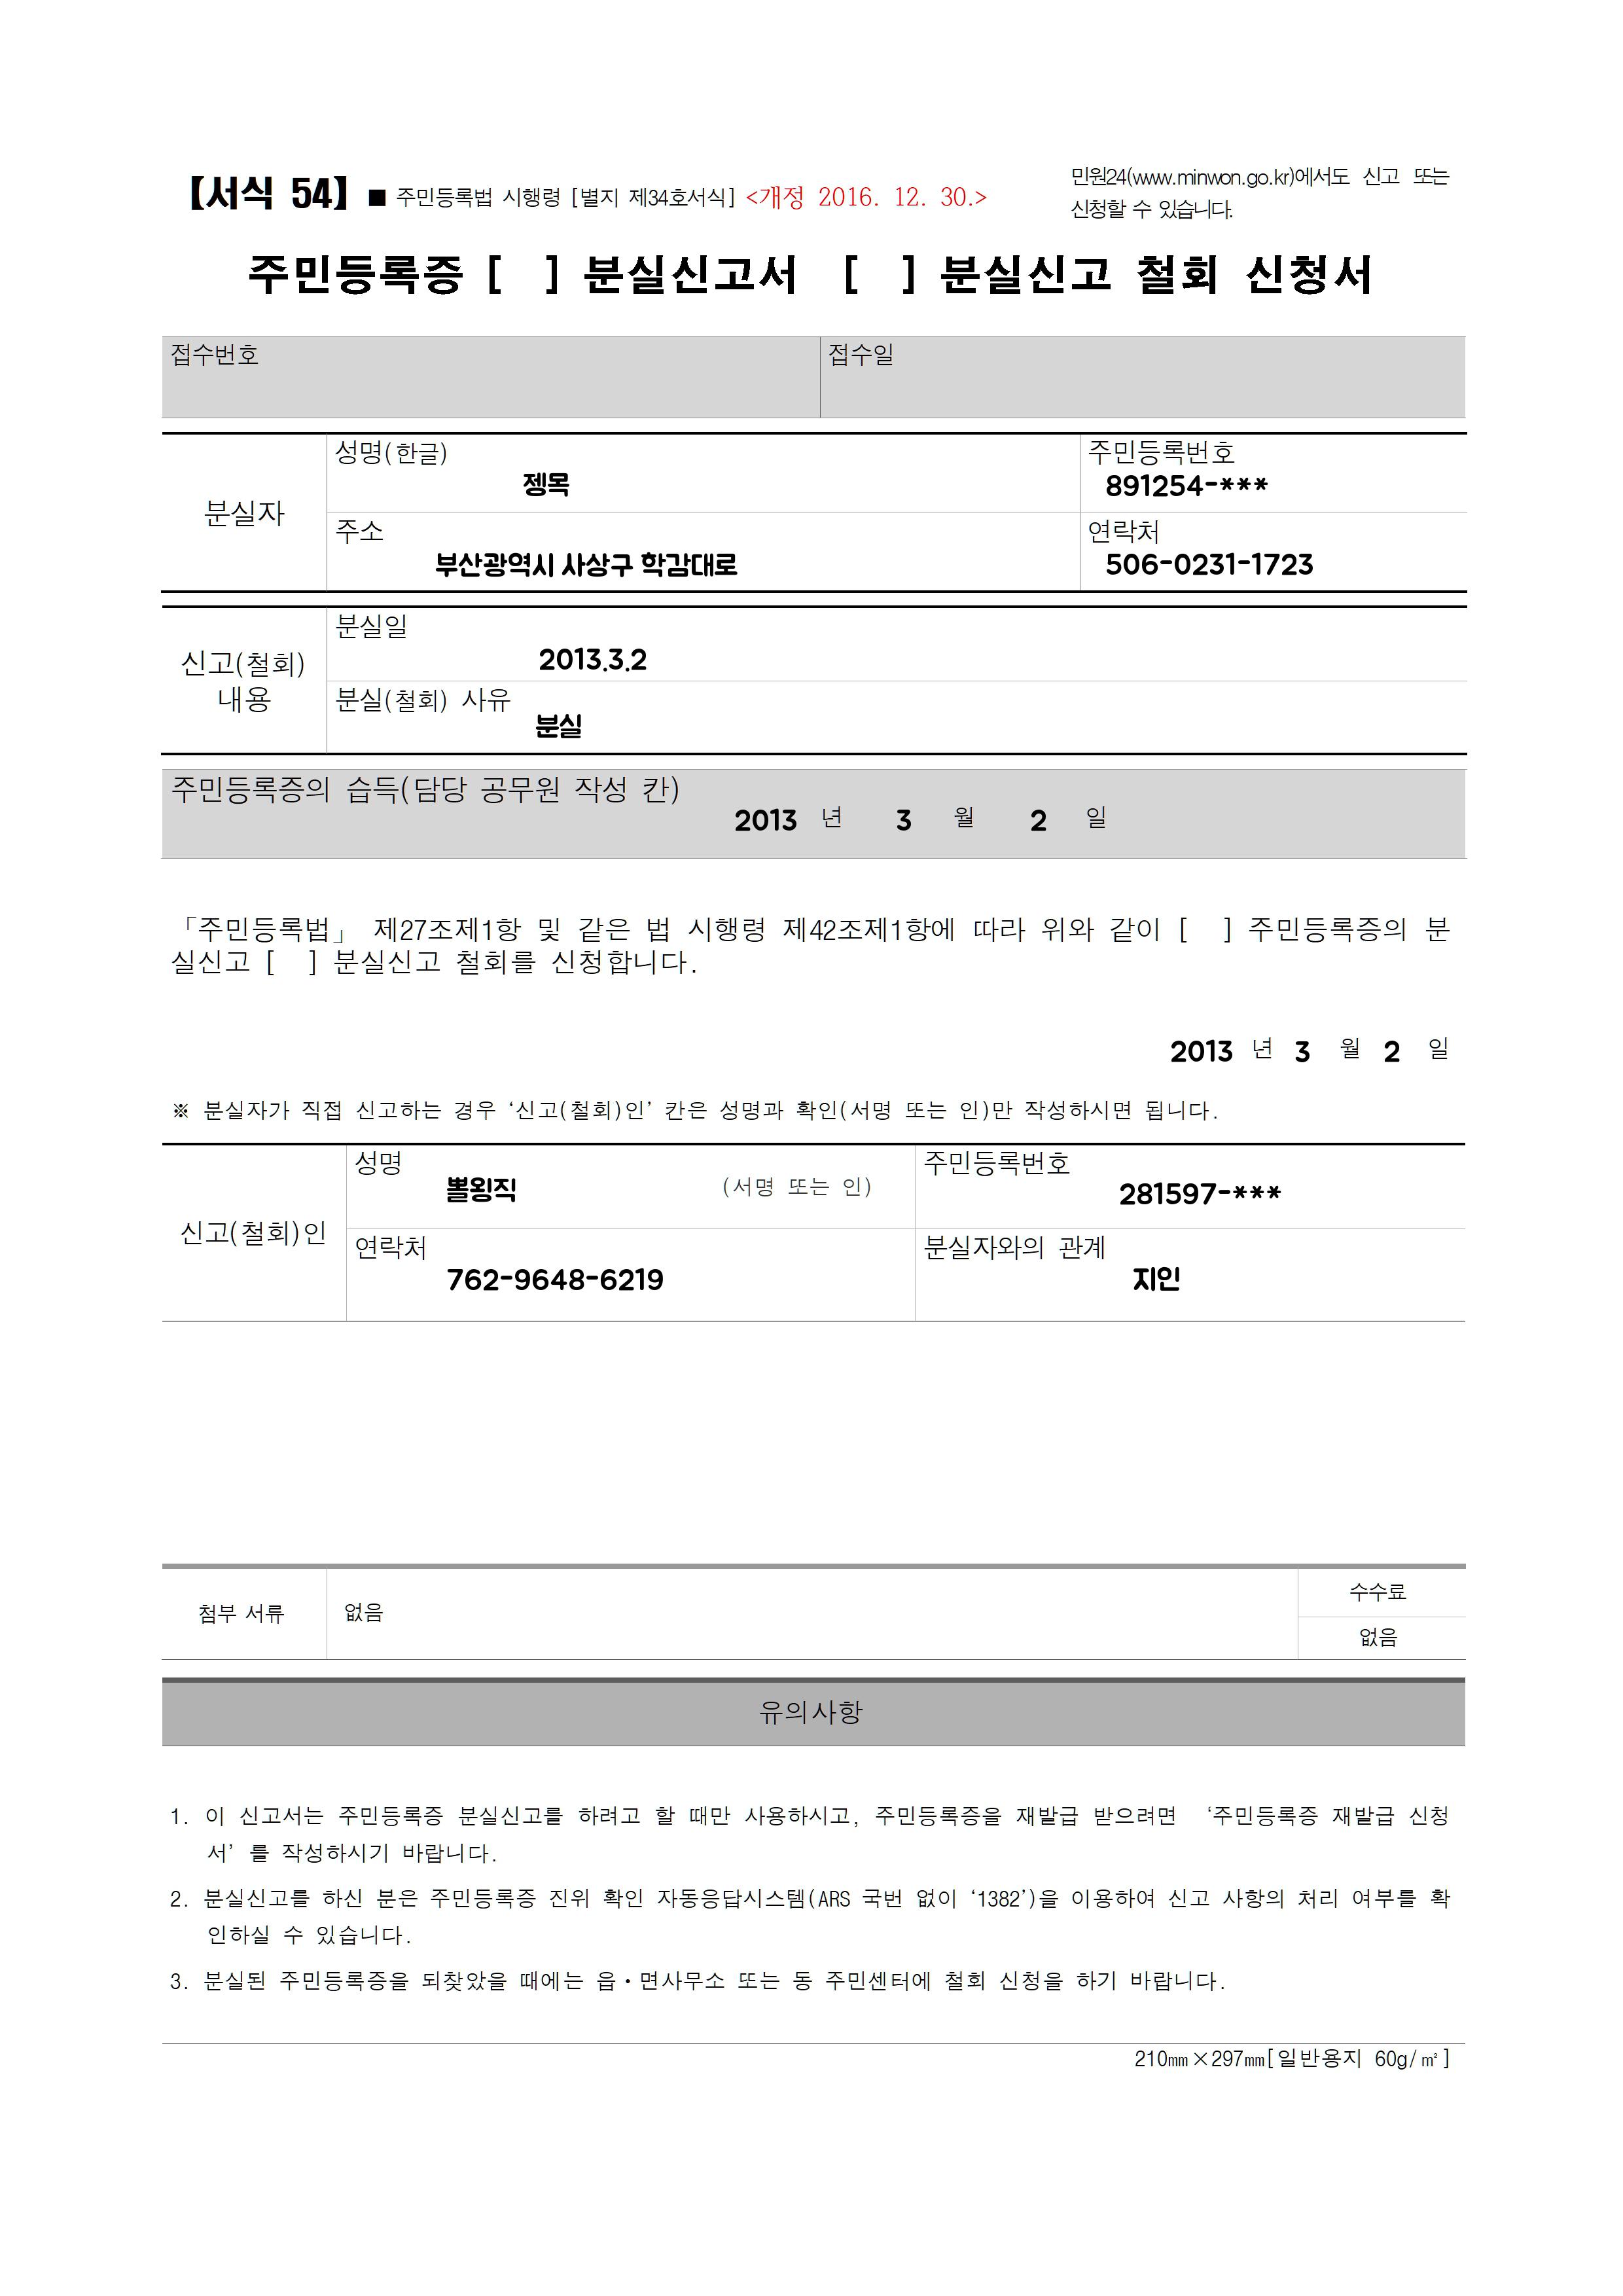 【서식 54】 ■ 주민등록법 시행령 [별지 제34호서식] <개정 2016. 12. 30.>
민원24(www.minwon.go.kr)에서도 신고 또는
신청할 수 있습니다.
주민등록증 [ ] 분실신고서 [ ] 분실신고 철회 신청서
접수번호 접수일
성명(한글) 주민등록번호
젱목 891254-***
분실자
주소 연락처
부산광역시 사상구 학감대로 506-0231-1723
분실일
2013.3.2
신고(철회)
내용
분실(철회) 사유
분실
주민등록증의 습득(담당 공무원 작성 칸)
2013 년 3 월 2 일
「주민등록법」 제27조제1항 및 같은 법 시행령 제42조제1항에 따라 위와 같이 [ ] 주민등록증의 분
실신고 [ ] 분실신고 철회를 신청합니다.
2013 년 3 월 2 일
※ 분실자가 직접 신고하는 경우 ‘신고(철회)인’ 칸은 성명과 확인(서명 또는 인)만 작성하시면 됩니다.
성명 주민등록번호
뽈욍직 (서명 또는 인) 281597-***
신고(철회)인
연락처 분실자와의 관계
762-9648-6219 지인
첨부 서류 없음 수수료
없음
유의사항
1. 이 신고서는 주민등록증 분실신고를 하려고 할 때만 사용하시고, 주민등록증을 재발급 받으려면 ‘주민등록증 재발급 신청
서’를 작성하시기 바랍니다.
2. 분실신고를 하신 분은 주민등록증 진위 확인 자동응답시스템(ARS 국번 없이 ‘1382’)을 이용하여 신고 사항의 처리 여부를 확
인하실 수 있습니다.
3. 분실된 주민등록증을 되찾았을 때에는 읍·면사무소 또는 동 주민센터에 철회 신청을 하기 바랍니다.
210㎜×297㎜[일반용지 60g/㎡]